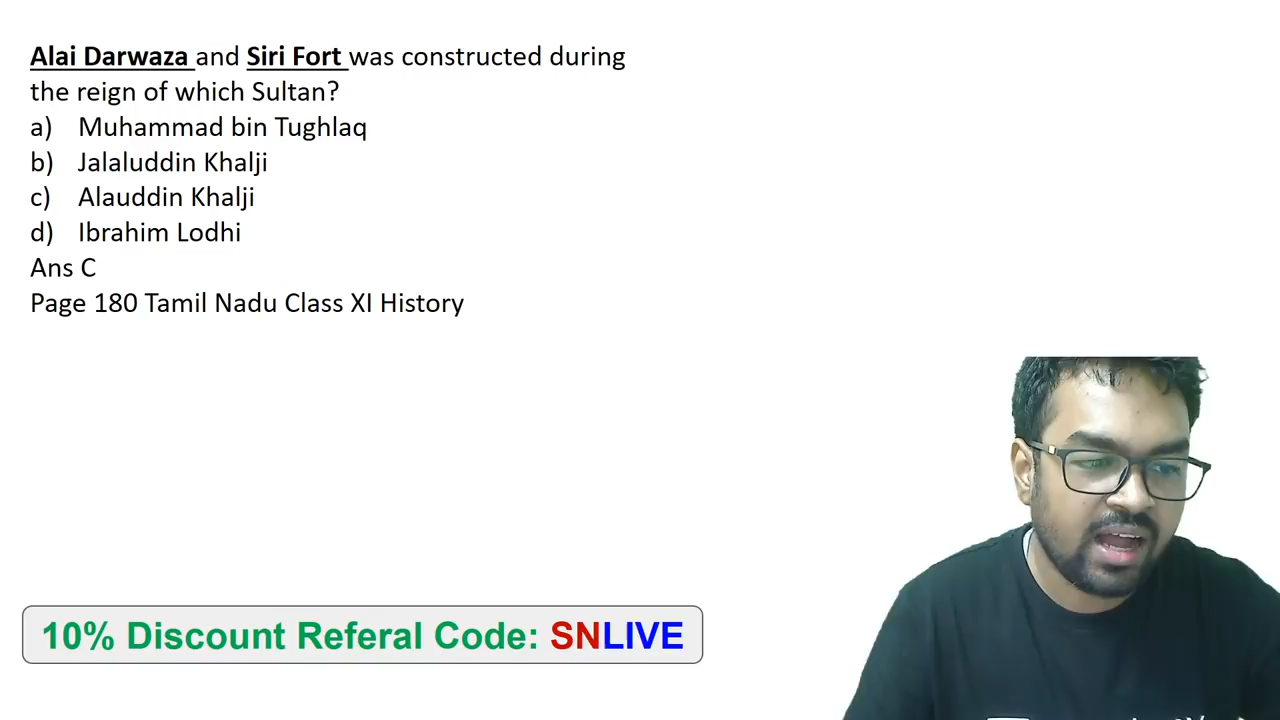 Alai Darwaza and Siri Fort was constructed during
the reign of which Sultan?
a) Muhammad bin Tughlaq
b) Jalaluddin Khalji
c) Alauddin Khalji
d) Ibrahim Lodhi
Ans C
Page 180 Tamil Nadu Class XI History
10% Discount Referal Code: SNLIVE